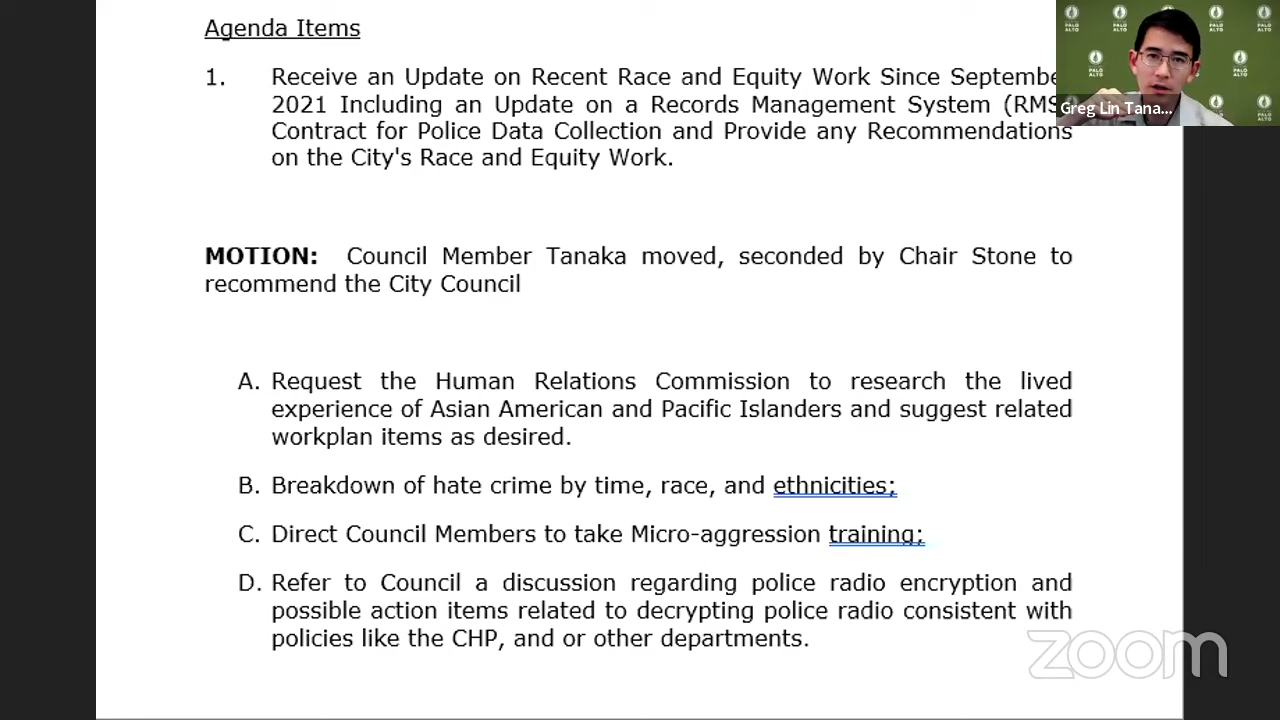 Agenda Items
1. Receive an Update on Recent Race and Equity Work Since Septembe
2021 Including an Update on a Records Management System (RMS
Contract for Police Data Collection and Provide any Recommendations
on the City's Race and Equity Work.
MOTION: Council Member Tanaka moved, seconded by Chair Stone to
recommend the City Council
A. Request the Human Relations Commission to research the lived
experience of Asian American and Pacific Islanders and suggest related
workplan items as desired.
B. Breakdown of hate crime by time, race, and ethnicities;
C. Direct Council Members to take Micro-aggression training;
D. Refer to Council a discussion regarding police radio encryption and
possible action items related to decrypting police radio consistent with
policies like the CHP, and or other departments.
PALO ALTO
Greg Lin Tana...
zoom